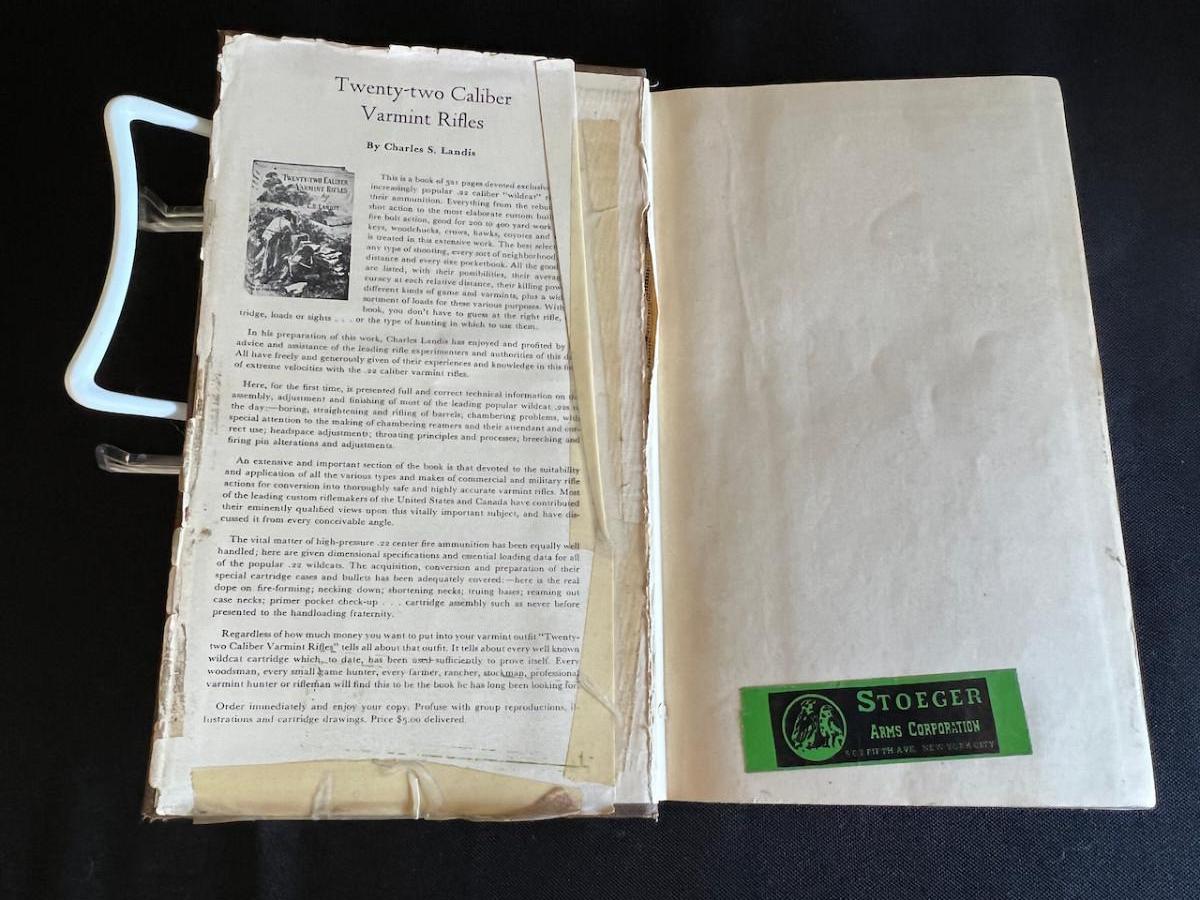 Twenty-two Caliber
Varmint Rifles
By Charles S. Landis
TWENTY-TWO CALIBER
VARMINT RIFLES
by
C.S. LANDIS
This is a book of 521 pages devoted exclusiv
increasingly popular .22 caliber "wildcat" r
their ammunition. Everything from the rebui
shot action to the most elaborate custom buil
fire bolt action, good for 200 to 400 yard work
keys, woodchucks, crows, hawks, coyotes and
is treated in this extensive work. The best selec
any type of shooting, every sort of neighborhood,
distance and every size pocketbook. All the good
are listed, with their possibilities, their averag
curacy at each relative distance, their killing pow
different kinds of game and varmints, plus a wid
sortment of loads for these various purposes. With
book, you don't have to guess at the right rifle,
tridge, loads or sights . . . or the type of hunting in which to use them.
In his preparation of this work, Charles Landis has enjoyed and profited by
advice and assistance of the leading rifle experimenters and authorities of this d
All have freely and generously given of their experiences and knowledge in this fi
of extreme velocities with the .22 caliber varmint rifles.
Here, for the first time, is presented full and correct technical information on th
assembly, adjustment and finishing of most of the leading popular wildcat .22s
the day:—boring, straightening and rifling of barrels, chambering problems, with
special attention to the making of chambering reamers and their attendant and cor-
rect use; headspace adjustments; throating principles and processes; breeching and
firing pin alterations and adjustments.
An extensive and important section of the book is that devoted to the suitability
and application of all the various types and makes of commercial and military rifle
actions for conversion into thoroughly safe and highly accurate varmint rifles. Most
of the leading custom riflemakers of the United States and Canada have contributed
their eminently qualified views upon this vitally important subject, and have dis-
cussed it from every conceivable angle.
The vital matter of high-pressure .22 center fire ammunition has been equally well
handled; here are given dimensional specifications and essential loading data for all
of the popular .22 wildcats. The acquisition, conversion and preparation of their
special cartridge cases and bullets has been adequately covered:—here is the real
dope on fire-forming; necking down; shortening necks; truing bases; reaming out
case necks; primer pocket check-up . . . cartridge assembly such as never before
presented to the handloading fraternity.
Regardless of how much money you want to put into your varmint outfit "Twenty-
two Caliber Varmint Rifles" tells all about that outfit. It tells about every well known
wildcat cartridge which, to date, has been used sufficiently to prove itself. Every
woodsman, every small game hunter, every farmer, rancher, stockman, professional
varmint hunter or rifleman will find this to be the book he has long been looking for.
Order immediately and enjoy your copy. Profuse with group reproductions, il-
lustrations and cartridge drawings. Price $5.00 delivered.
STOEGER
ARMS CORPORATION
507 FIFTH AVE. NEW YORK CITY